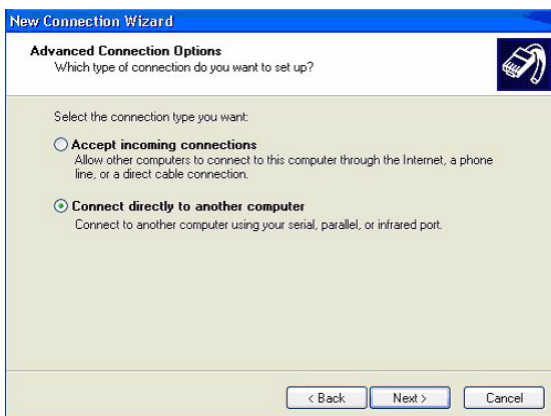 New Connection Wizard
Advanced Connection Options
Which type of connection do you want to set up?
Select the connection type you want:
Accept incoming connections
Allow other computers to connect to this computer through the Internet, a phone
line, or a direct cable connection.
Connect directly to another computer
Connect to another computer using your serial, parallel, or infrared port.
< Back
Next >
Cancel